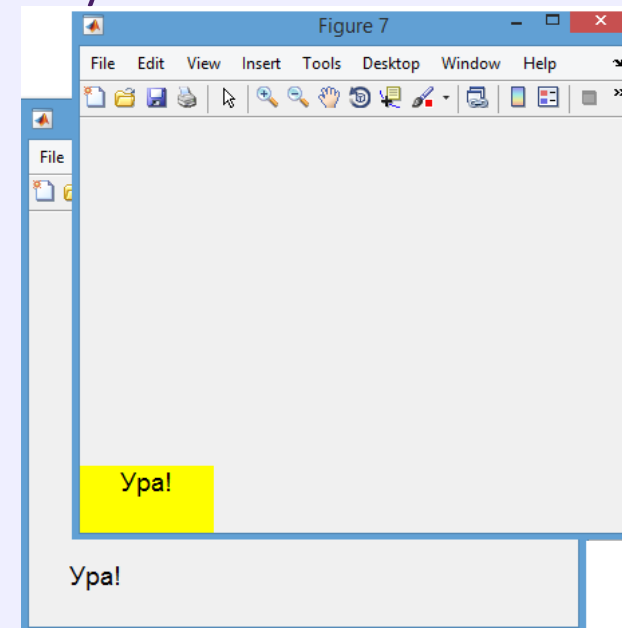 Figure 7
File Edit View Insert Tools Desktop Window Help
File
Ура!
Ура!